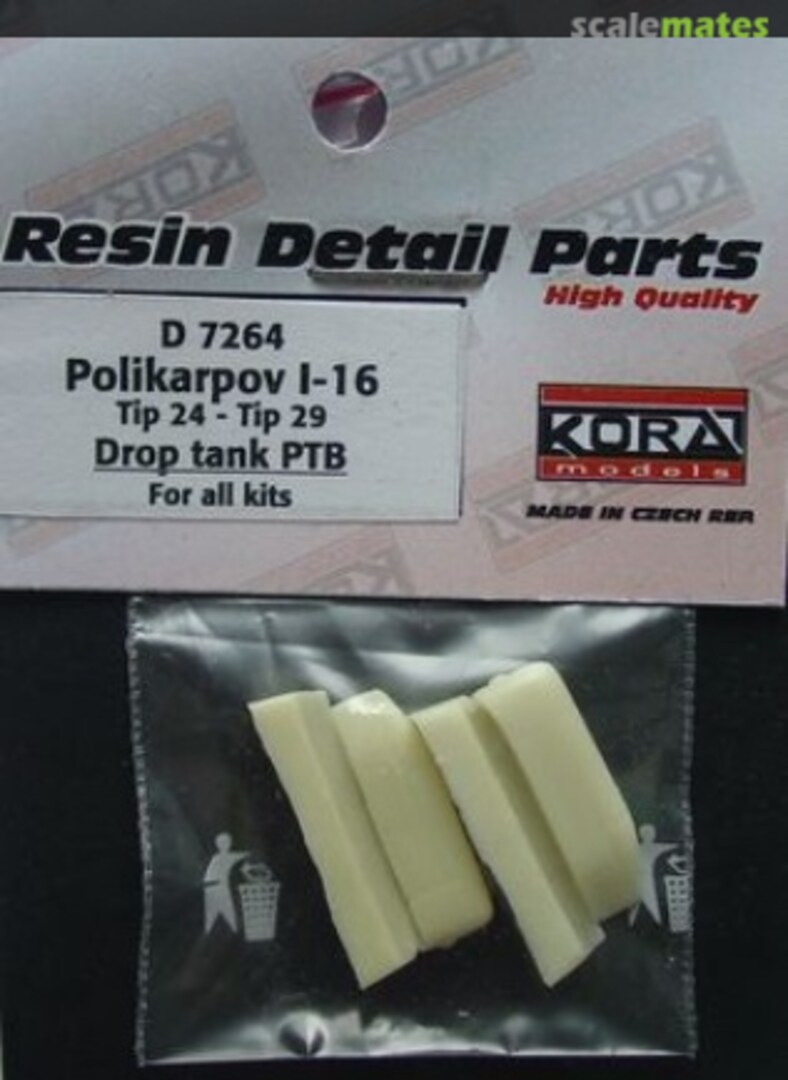 scalemates
Resin Detail Parts
High Quality
D 7264
Polikarpov I-16
Tip 24 - Tip 29
Drop tank PTB
For all kits
KORA
models
MADE IN CZECH REP.